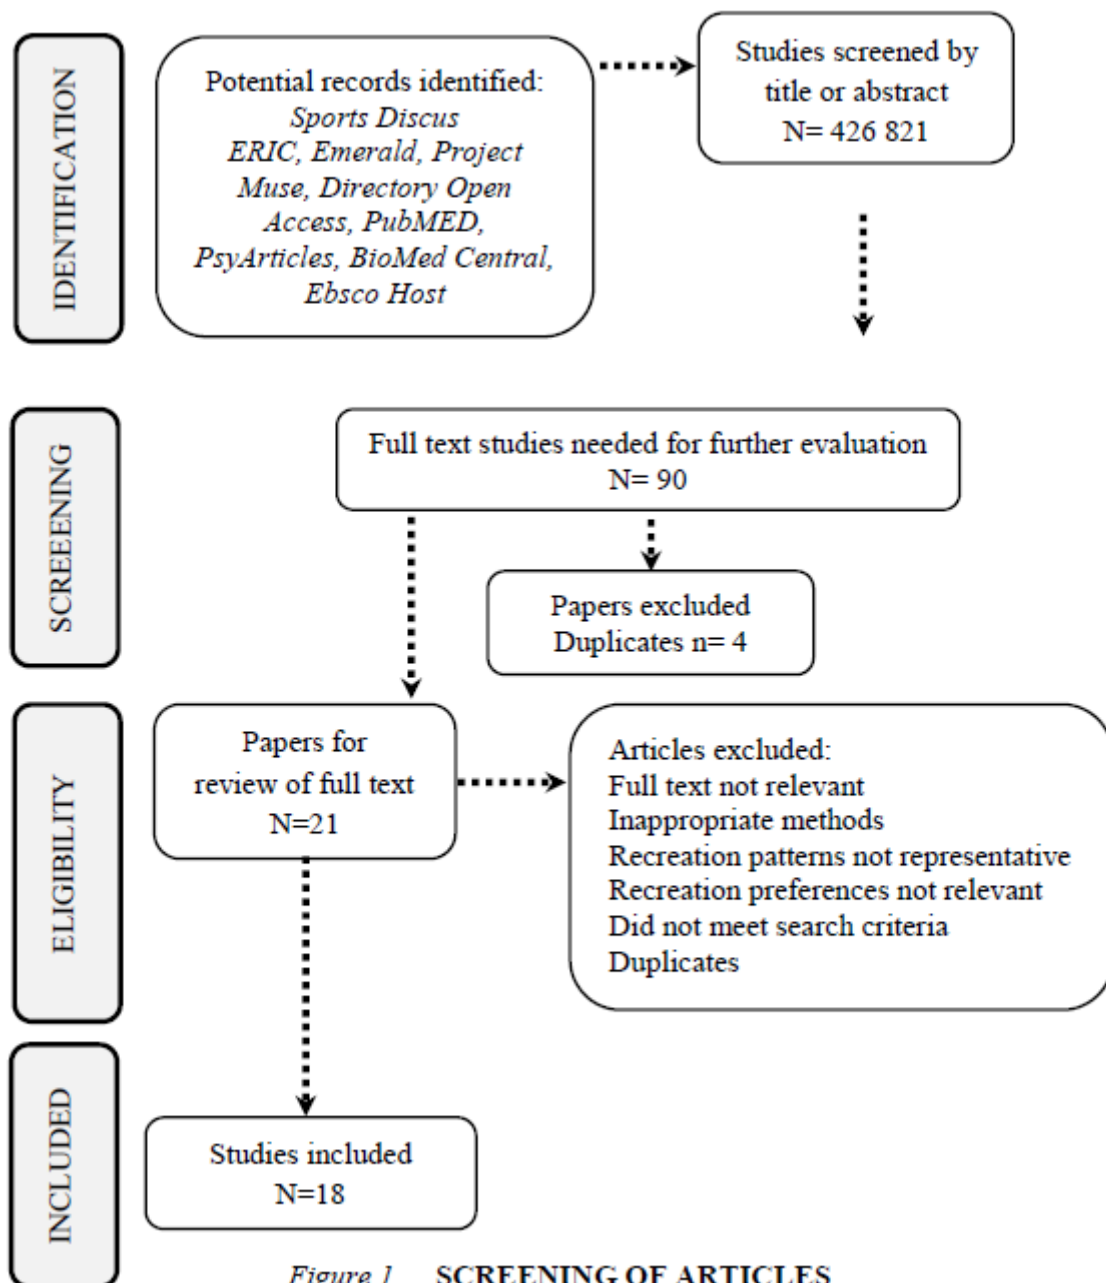 IDENTIFICATION
Potential records identified:
Sports Discus
ERIC, Emerald, Project
Muse, Directory Open
Access, PubMED,
PsyArticles, BioMed Central,
Ebsco Host
Studies screened by
title or abstract
N= 426 821
SCREEENING
Full text studies needed for further evaluation
N= 90
Papers excluded
Duplicates n= 4
ELIGIBILITY
Papers for
review of full text
N=21
Articles excluded:
Full text not relevant
Inappropriate methods
Recreation patterns not representative
Recreation preferences not relevant
Did not meet search criteria
Duplicates
INCLUDED
Studies included
N=18
Figure 1 SCREENING OF ARTICLES